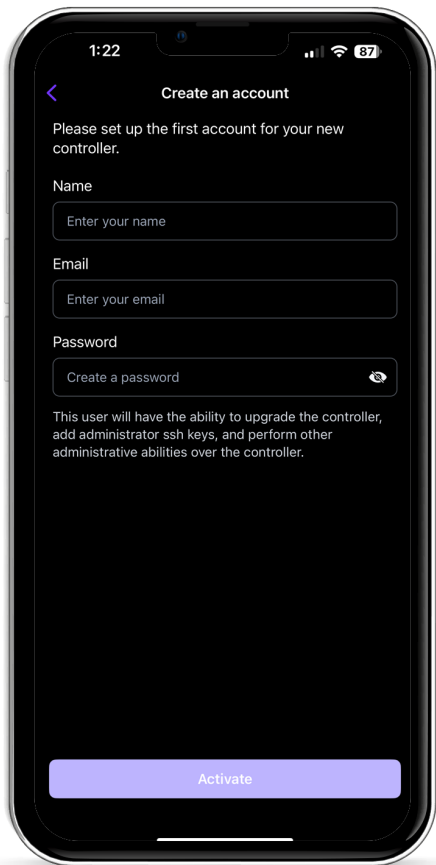 1:22
87
Create an account
Please set up the first account for your new
controller.
Name
Enter your name
Email
Enter your email
Password
Create a password
This user will have the ability to upgrade the controller,
add administrator ssh keys, and perform other
administrative abilities over the controller.
Activate